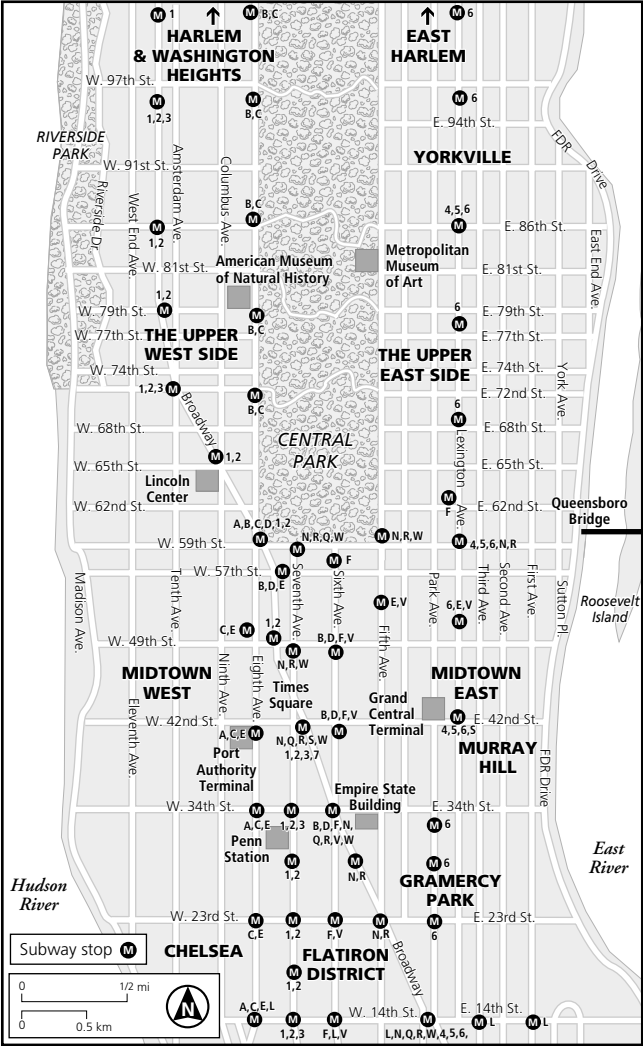 1
B,C
6
HARLEM
& WASHINGTON
HEIGHTS
EAST
HARLEM
W. 97th St.
1,2,3
B,C
6
E. 94th St.
RIVERSIDE
PARK
YORKVILLE
FDR Drive
W. 91st St.
Riverside Dr.
West End Ave.
Amsterdam Ave.
Columbus Ave.
B,C
4,5,6
E. 86th St.
1,2
East End Ave.
American Museum
of Natural History
Metropolitan
Museum
of Art
W. 81st St.
E. 81st St.
1,2
W. 79th St.
E. 79th St.
B,C
6
W. 77th St.
E. 77th St.
THE UPPER
WEST SIDE
THE UPPER
EAST SIDE
W. 74th St.
E. 74th St.
York Ave.
1,2,3
E. 72nd St.
B,C
6
Broadway
W. 68th St.
E. 68th St.
CENTRAL
PARK
Lexington Ave.
1,2
W. 65th St.
E. 65th St.
Lincoln
Center
F
W. 62nd St.
E. 62nd St.
Queensboro
Bridge
A,B,C,D,1,2
N,R,Q,W
N,R,W
W. 59th St.
4,5,6,N,R
F
W. 57th St.
B,D,E
Madison Ave.
Tenth Ave.
Seventh Ave.
Sixth Ave.
Park Ave.
Third Ave.
Second Ave.
First Ave.
Sutton Pl.
Roosevelt
Island
E,V
6,E,V
C,E
1,2
Fifth Ave.
W. 49th St.
N,R,W
B,D,F,V
Ninth Ave.
Eighth Ave.
MIDTOWN
WEST
MIDTOWN
EAST
Times
Square
Grand
Central
Terminal
Eleventh Ave.
W. 42nd St.
B,D,F,V
E. 42nd St.
A,C,E
N,Q,R,S,W
1,2,3,7
4,5,6,S
Port
Authority
Terminal
MURRAY
HILL
FDR Drive
Empire State
Building
W. 34th St.
E. 34th St.
A,C,E
1,2,3
B,D,F,N,
Q,R,V,W
6
Penn
Station
1,2
N,R
6
East
River
GRAMERCY
PARK
Hudson
River
W. 23rd St.
E. 23rd St.
C,E
1,2
F,V
N,R
6
Subway stop M
CHELSEA
FLATIRON
DISTRICT
Broadway
1,2
0 1/2 mi
0 0.5 km
N
A,C,E,L
W. 14th St.
E. 14th St.
1,2,3
F,L,V
L,N,Q,R,W,4,5,6,
L
L